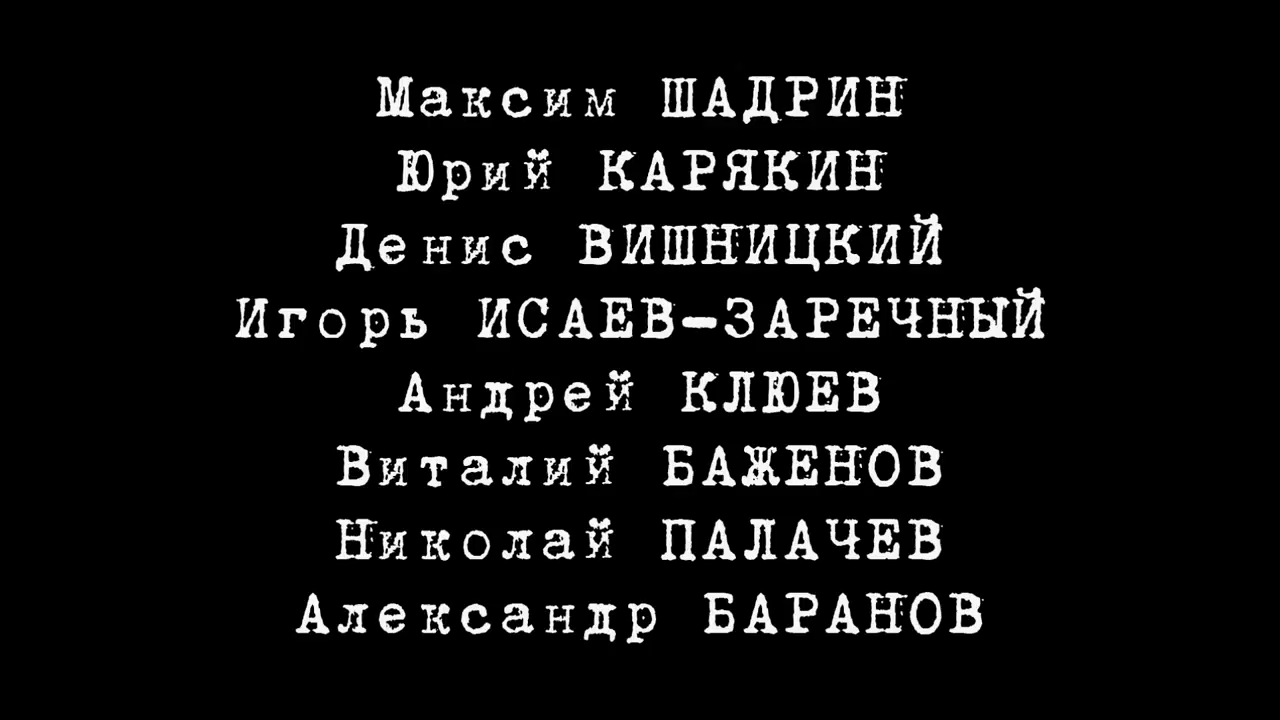 Максим ШАДРИН
Юрий КАРЯКИН
Денис ВИШНИЦКИЙ
Игорь ИСАЕВ-ЗАРЕЧНЫЙ
Андрей КЛЮЕВ
Виталий БАЖЕНОВ
Николай ПАЛАЧЕВ
Александр БАРАНОВ